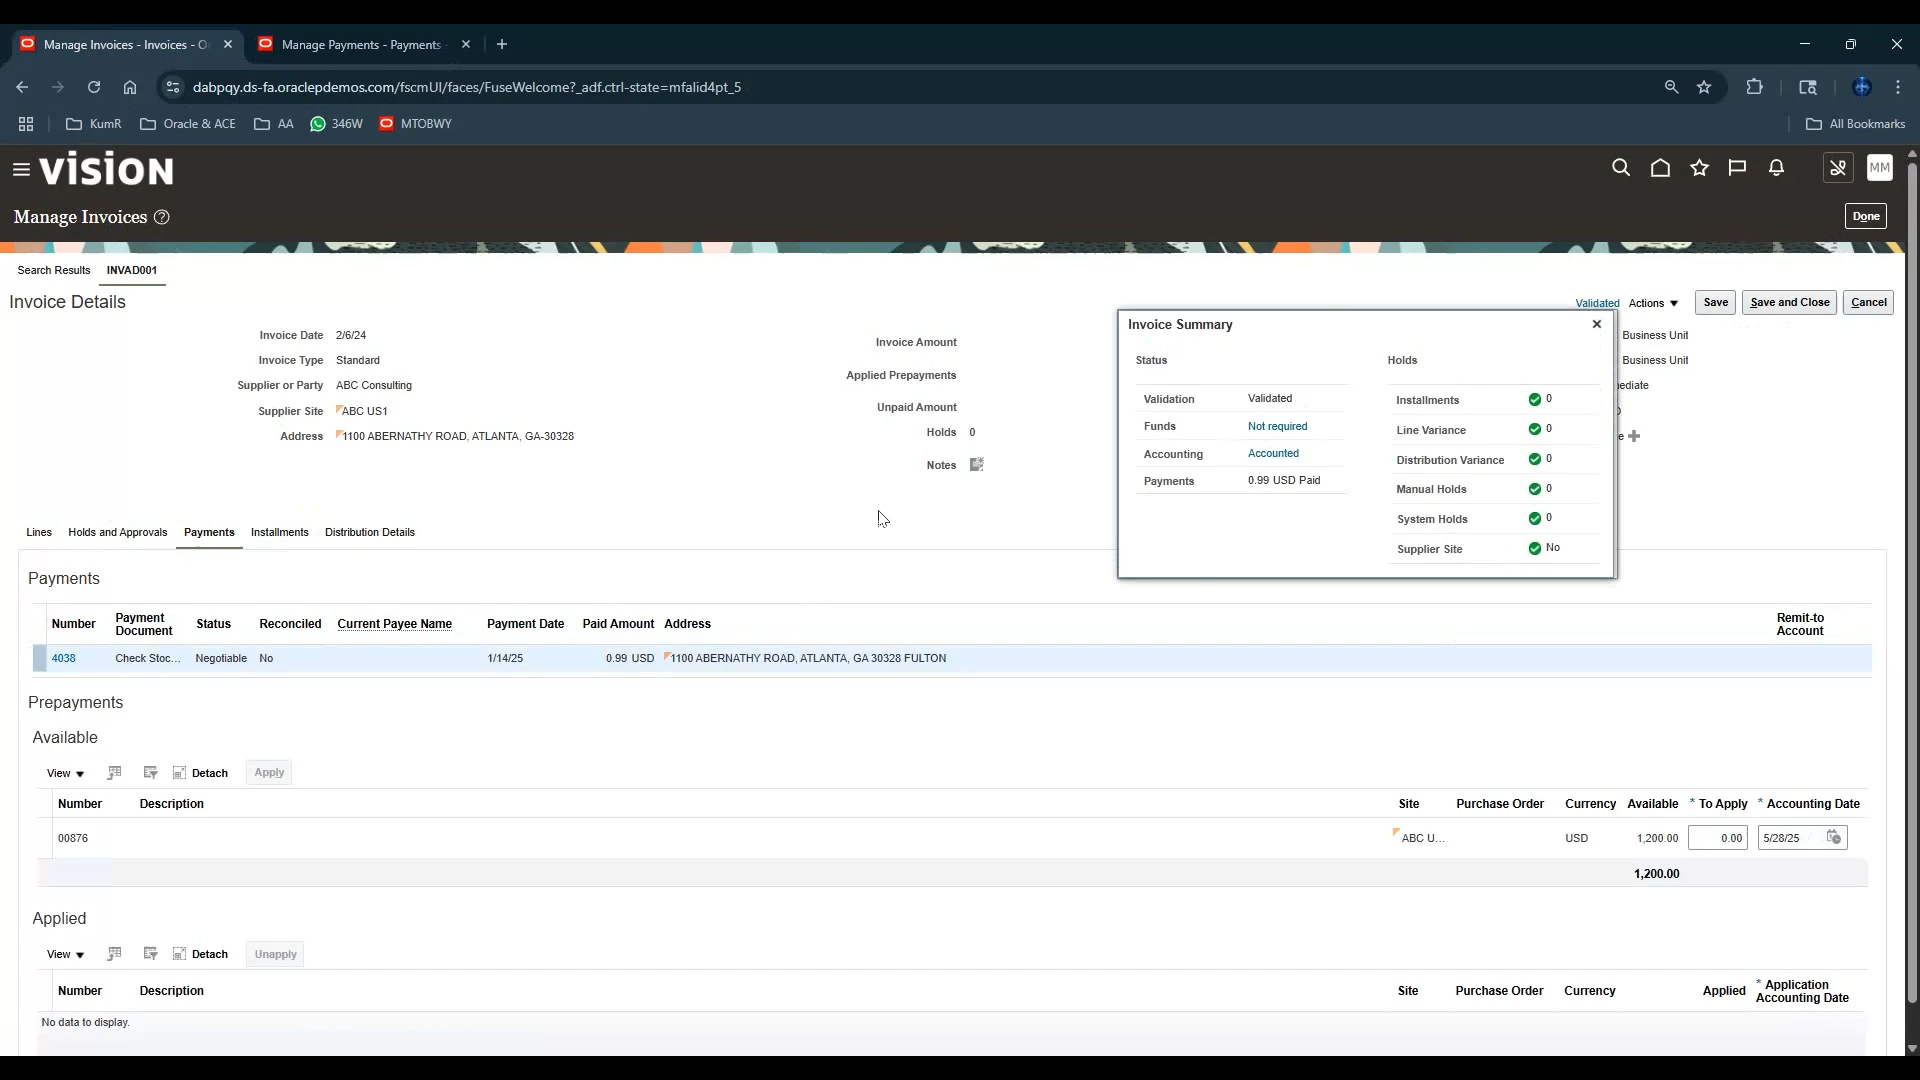 Manage Invoices - Invoices - O
Manage Payments - Payments
dabpqy.ds-fa.oraclepdemos.com/fscmUI/faces/FuseWelcome?_adf.ctrl-state=mfalid4pt_5
KumR
Oracle & ACE
AA
346W
MTOBWY
All Bookmarks
vision
MM
Manage Invoices
Done
Search Results
INVAD001
Invoice Details
Validated
Actions
Save
Save and Close
Cancel
Invoice Date 2/6/24
Invoice Type Standard
Supplier or Party ABC Consulting
Supplier Site ABC US1
Address 1100 ABERNATHY ROAD, ATLANTA, GA-30328
Invoice Amount
Applied Prepayments
Unpaid Amount
Holds 0
Notes
Business Unit
Business Unit
ediate
Invoice Summary
Status
Validation Validated
Funds Not required
Accounting Accounted
Payments 0.99 USD Paid
Holds
Installments 0
Line Variance 0
Distribution Variance 0
Manual Holds 0
System Holds 0
Supplier Site No
Lines
Holds and Approvals
Payments
Installments
Distribution Details
Payments
Number Payment Document Status Reconciled Current Payee Name Payment Date Paid Amount Address Remit-to Account
4038 Check Stoc... Negotiable No 1/14/25 0.99 USD 1100 ABERNATHY ROAD, ATLANTA, GA 30328 FULTON
Prepayments
Available
View Detach Apply
Number Description Site Purchase Order Currency Available * To Apply * Accounting Date
00876 ABC U... USD 1,200.00 0.00 5/28/25
1,200.00
Applied
View Detach Unapply
Number Description Site Purchase Order Currency Applied * Application Accounting Date
No data to display.